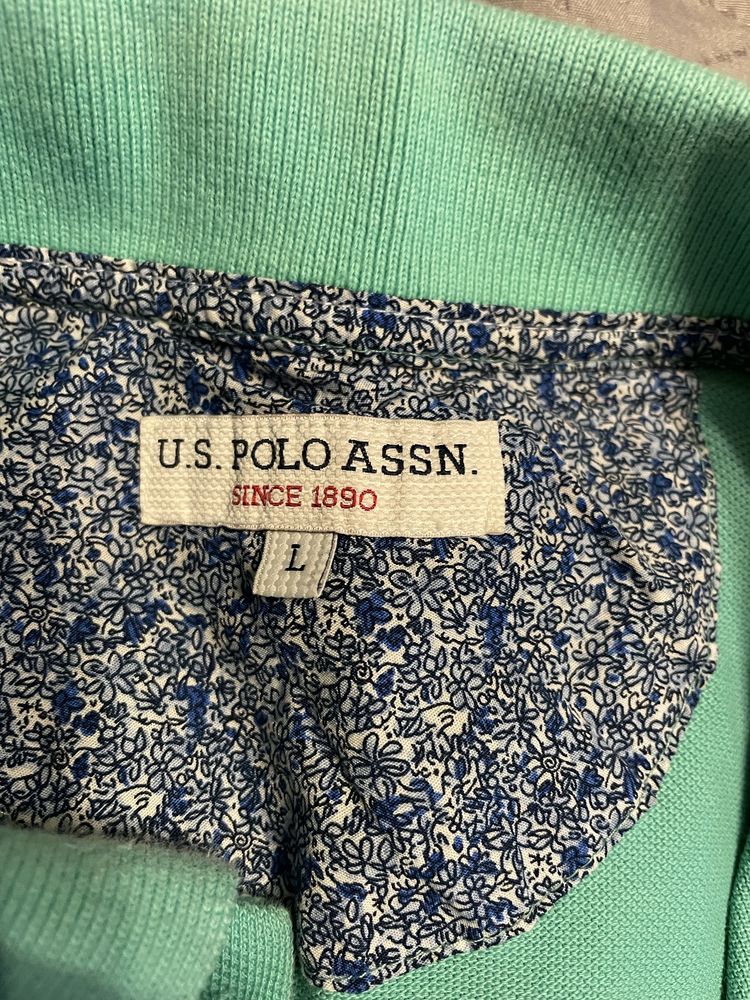 U.S. POLO ASSN.
SINCE 1890
L